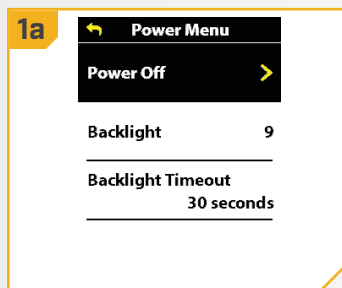 1a
Power Menu
Power Off
Backlight 9
Backlight Timeout
30 seconds